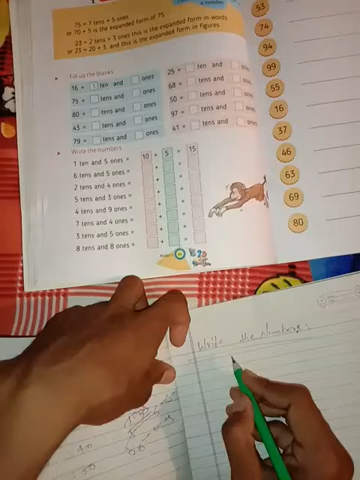 75 = 7 tens + 5 ones
or 70 + 5 is the expanded form of 75.
23 = 2 tens + 3 ones this is the expanded form in words
or 23 = 20 + 3. and this is the expanded form in figures.
Fill up the blanks
16 = 1 ten and ones
75 = tens and ones
80 = tens and ones
43 = tens and ones
79 = tens and ones
25 = ten and ones
68 = tens and ones
50 = tens and ones
97 = tens and ones
41 = tens and ones
Write the numbers
1 ten and 5 ones = 10 + 5 = 15
6 tens and 5 ones = + =
2 tens and 4 ones = + =
5 tens and 3 ones = + =
4 tens and 9 ones = + =
7 tens and 4 ones = + =
3 tens and 5 ones = + =
8 tens and 8 ones = + =
53
74
94
99
55
16
37
46
63
69
80
Write the numbers: